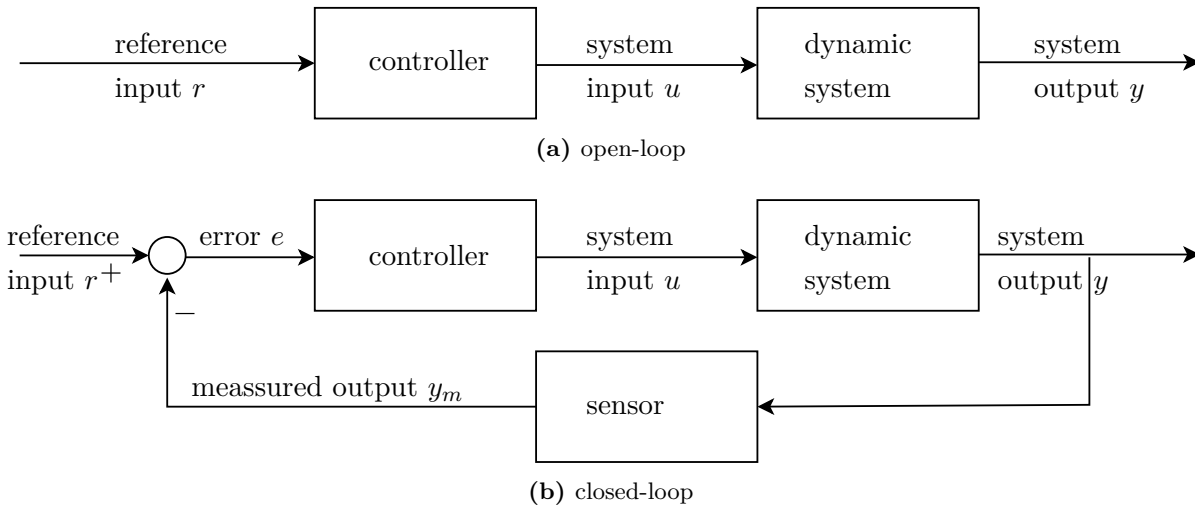 reference
input r
controller
system
input u
dynamic
system
system
output y
(a) open-loop
reference
input r
+
−
error e
controller
system
input u
dynamic
system
system
output y
meassured output y_m
sensor
(b) closed-loop